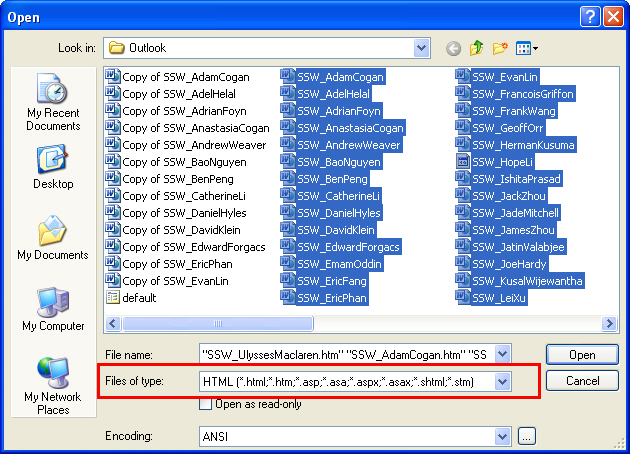 Open
Look in: Outlook
My Recent
Documents
Desktop
My Documents
My Computer
My Network
Places
Copy of SSW_AdamCogan SSW_AdamCogan SSW_EvanLin
Copy of SSW_AdelHelal SSW_AdelHelal SSW_FrancoisGriffon
Copy of SSW_AdrianFoyn SSW_AdrianFoyn SSW_FrankWang
Copy of SSW_AnastasiaCogan SSW_AnastasiaCogan SSW_GeoffOrr
Copy of SSW_AndrewWeaver SSW_AndrewWeaver SSW_HermanKusuma
Copy of SSW_BaoNguyen SSW_BaoNguyen SSW_HopeLi
Copy of SSW_BenPeng SSW_BenPeng SSW_IshitaPrasad
Copy of SSW_CatherineLi SSW_CatherineLi SSW_JackZhou
Copy of SSW_DanielHyles SSW_DanielHyles SSW_JadeMitchell
Copy of SSW_DavidKlein SSW_DavidKlein SSW_JamesZhou
Copy of SSW_EdwardForgacs SSW_EdwardForgacs SSW_JatinValabjee
Copy of SSW_EricPhan SSW_EmamOddin SSW_JoeHardy
Copy of SSW_EvanLin SSW_EricFang SSW_KusalWijewantha
default SSW_EricPhan SSW_LeiXu
File name: "SSW_UlyssesMaclaren.htm" "SSW_AdamCogan.htm" "SS Open
Files of type: HTML (*.html;*.htm;*.asp;*.asa;*.aspx;*.asax;*.shtml;*.stm) Cancel
Open as read-only
Encoding: ANSI ...